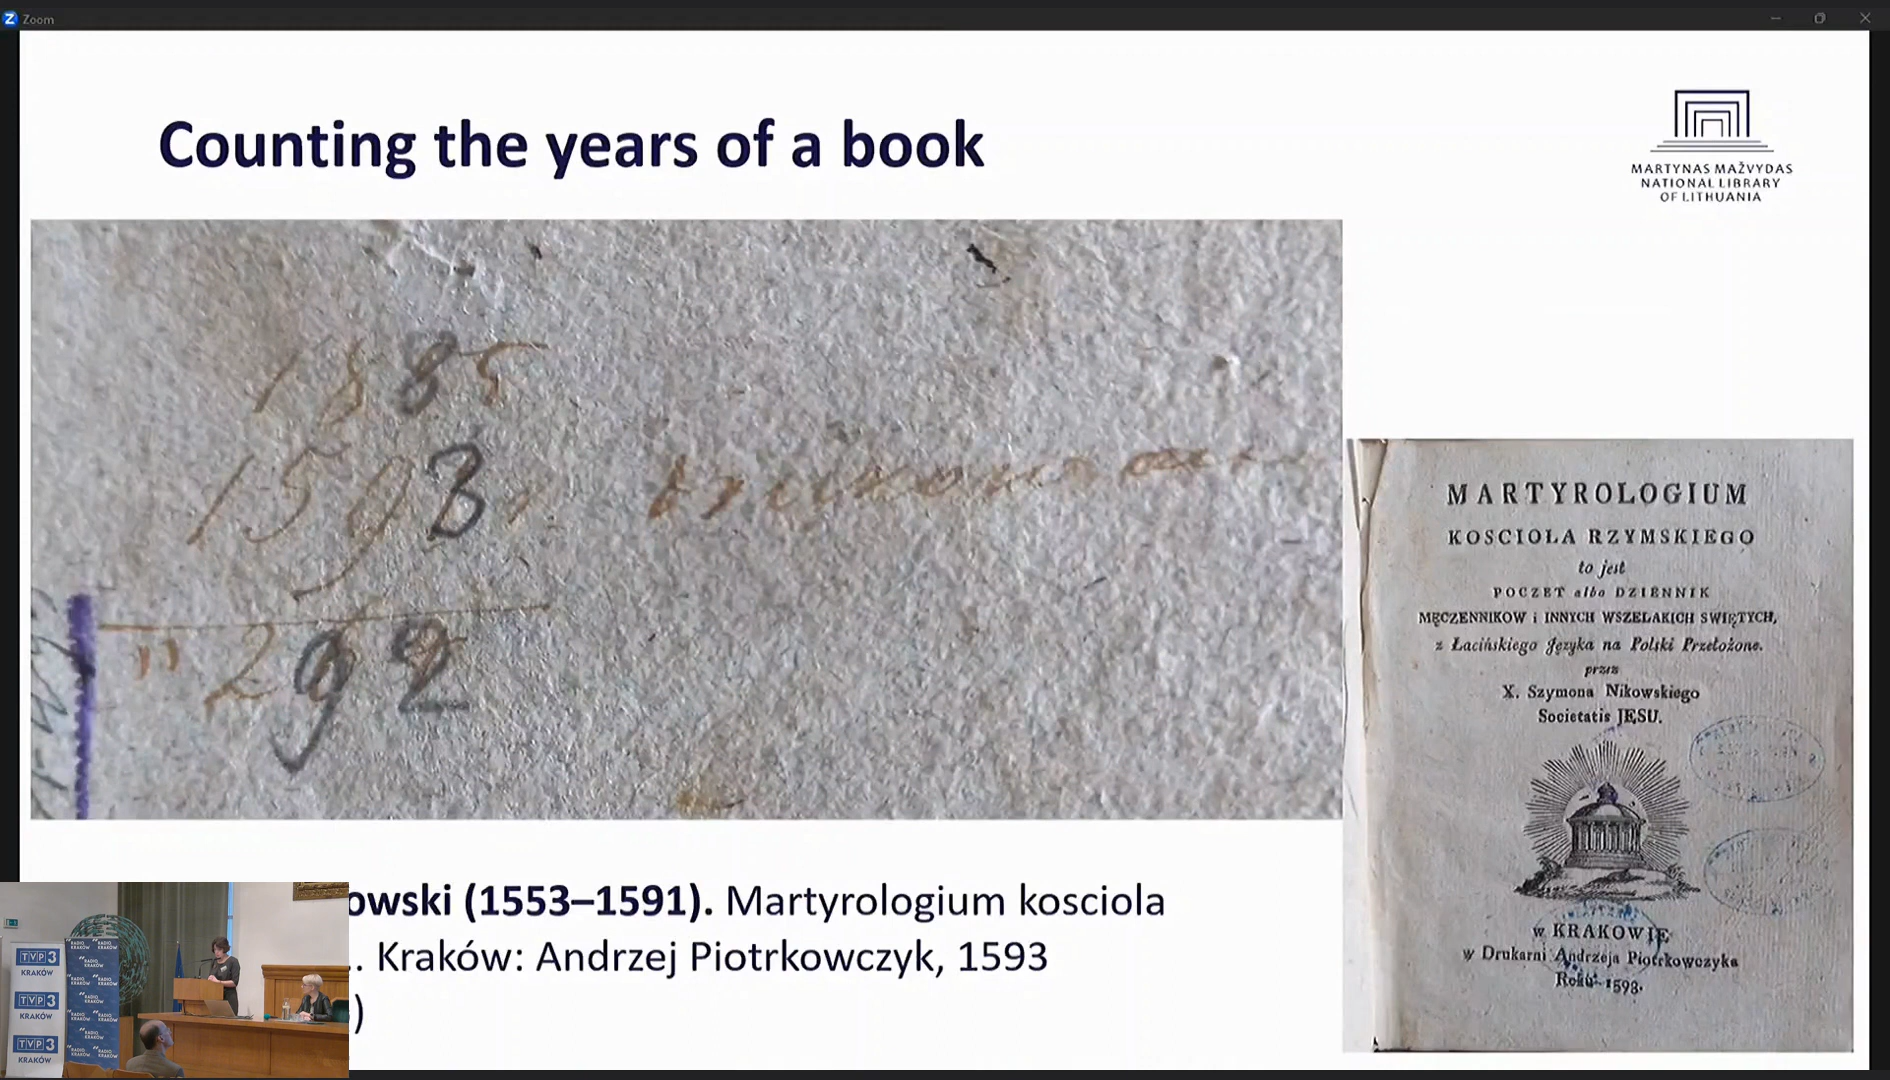 Zoom
Counting the years of a book
MARTYNAS MAŽVYDAS
NATIONAL LIBRARY
OF LITHUANIA
1885
1593
" 292
MARTYROLOGIUM
KOSCIOŁA RZYMSKIEGO
to jest
POCZET albo DZIENNIK
MĘCZENNIKOW i INNYCH WSZELAKICH SWIĘTYCH,
z Łacińskiego Języka na Polski Przełożone.
przez
X. Szymona Nikowskiego
Societatis JESU.
w KRAKOWIE
w Drukarni Andrzeja Piotrkowczyka
Roku 1593.
owski (1553–1591). Martyrologium kosciola
.. Kraków: Andrzej Piotrkowczyk, 1593
)
TVP3
KRAKÓW
TVP3
KRAKÓW
TVP3
KRAKÓW
RADIO KRAKÓW